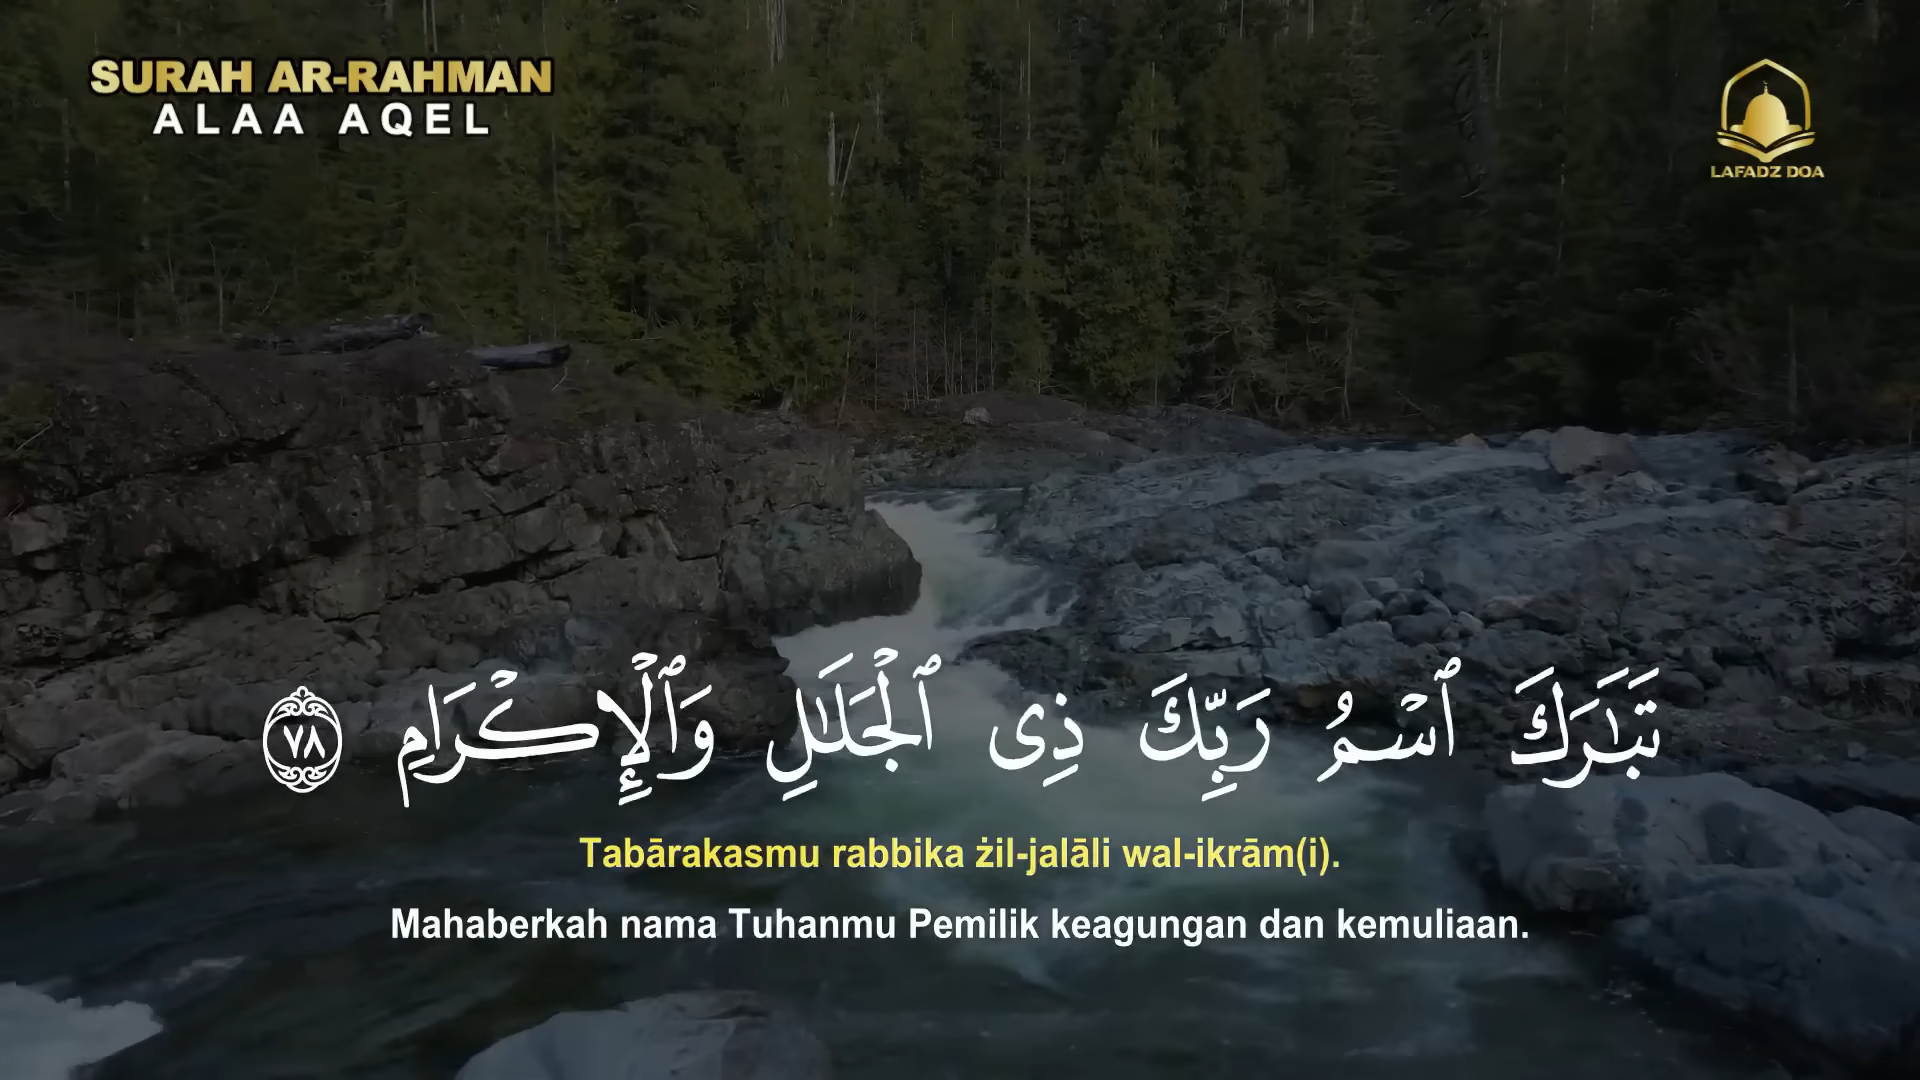 SURAH AR-RAHMAN
ALAA AQEL
LAFADZ DOA
تَبَٰرَكَ ٱسْمُ رَبِّكَ ذِى ٱلْجَلَٰلِ وَٱلْإِكْرَامِ ٧٨
Tabārakasmu rabbika żil-jalāli wal-ikrām(i).
Mahaberkah nama Tuhanmu Pemilik keagungan dan kemuliaan.